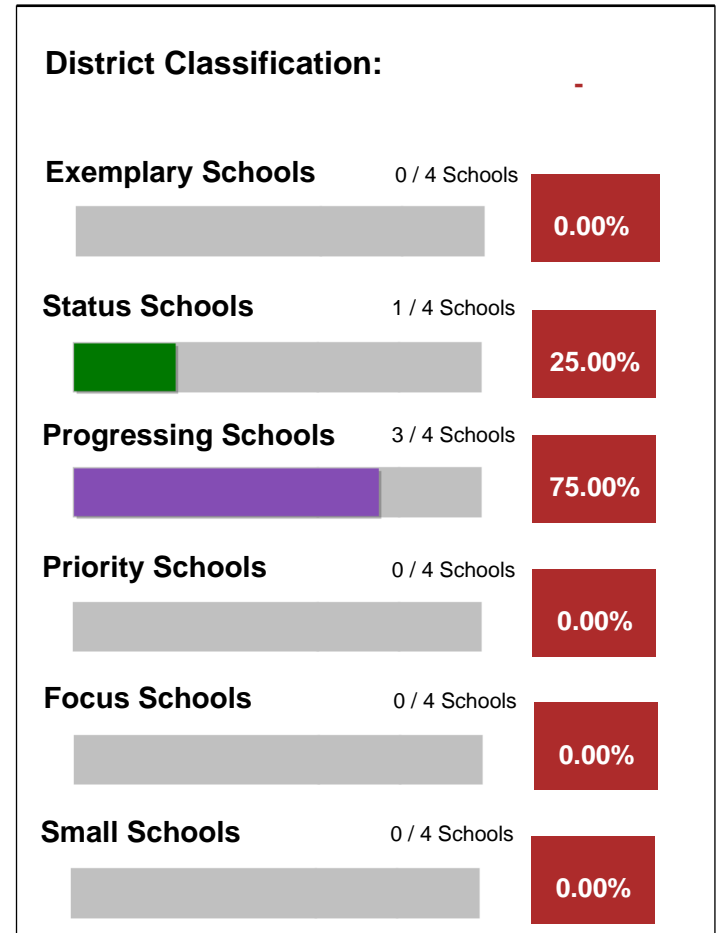 District Classification:
-
Exemplary Schools 0 / 4 Schools
0.00%
Status Schools 1 / 4 Schools
25.00%
Progressing Schools 3 / 4 Schools
75.00%
Priority Schools 0 / 4 Schools
0.00%
Focus Schools 0 / 4 Schools
0.00%
Small Schools 0 / 4 Schools
0.00%